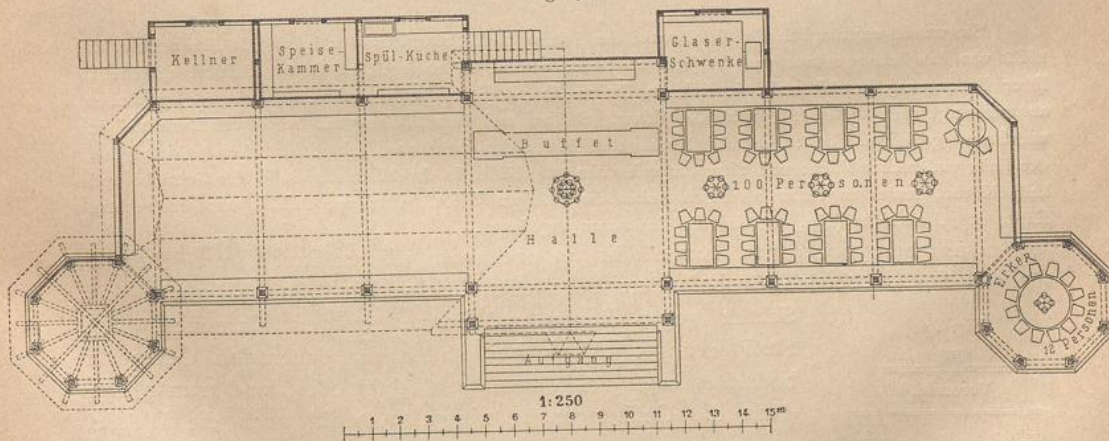 Kellner
Speise-
Kammer
Spül-Küche
Glaser-
Schwenke
Buffet
100 Personen
Halle
Erker
12 Personen
Aufgang
1:250
1 2 3 4 5 6 7 8 9 10 11 12 13 14 15m